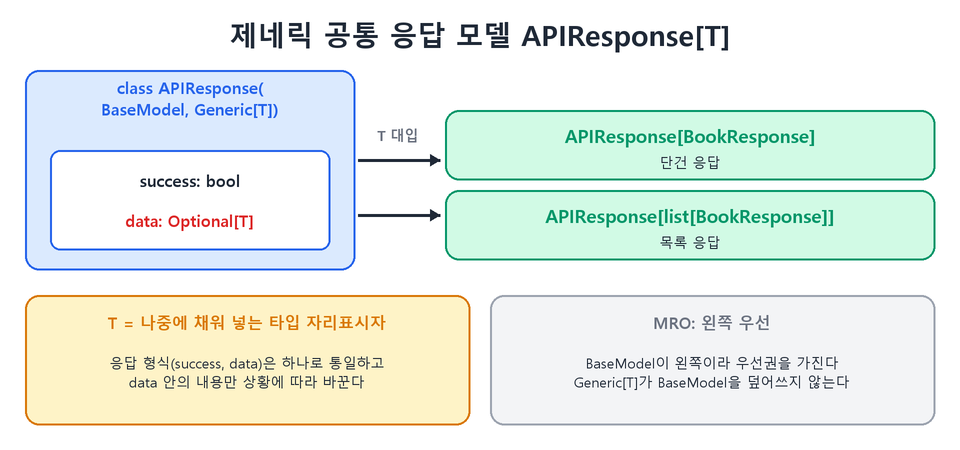 제네릭 공통 응답 모델 APIResponse[T]
class APIResponse(
BaseModel, Generic[T])
success: bool
data: Optional[T]
T 대입
APIResponse[BookResponse]
단건 응답
APIResponse[list[BookResponse]]
목록 응답
T = 나중에 채워 넣는 타입 자리표시자
응답 형식(success, data)은 하나로 통일하고
data 안의 내용만 상황에 따라 바꾼다
MRO: 왼쪽 우선
BaseModel이 왼쪽이라 우선권을 가진다
Generic[T]가 BaseModel을 덮어쓰지 않는다